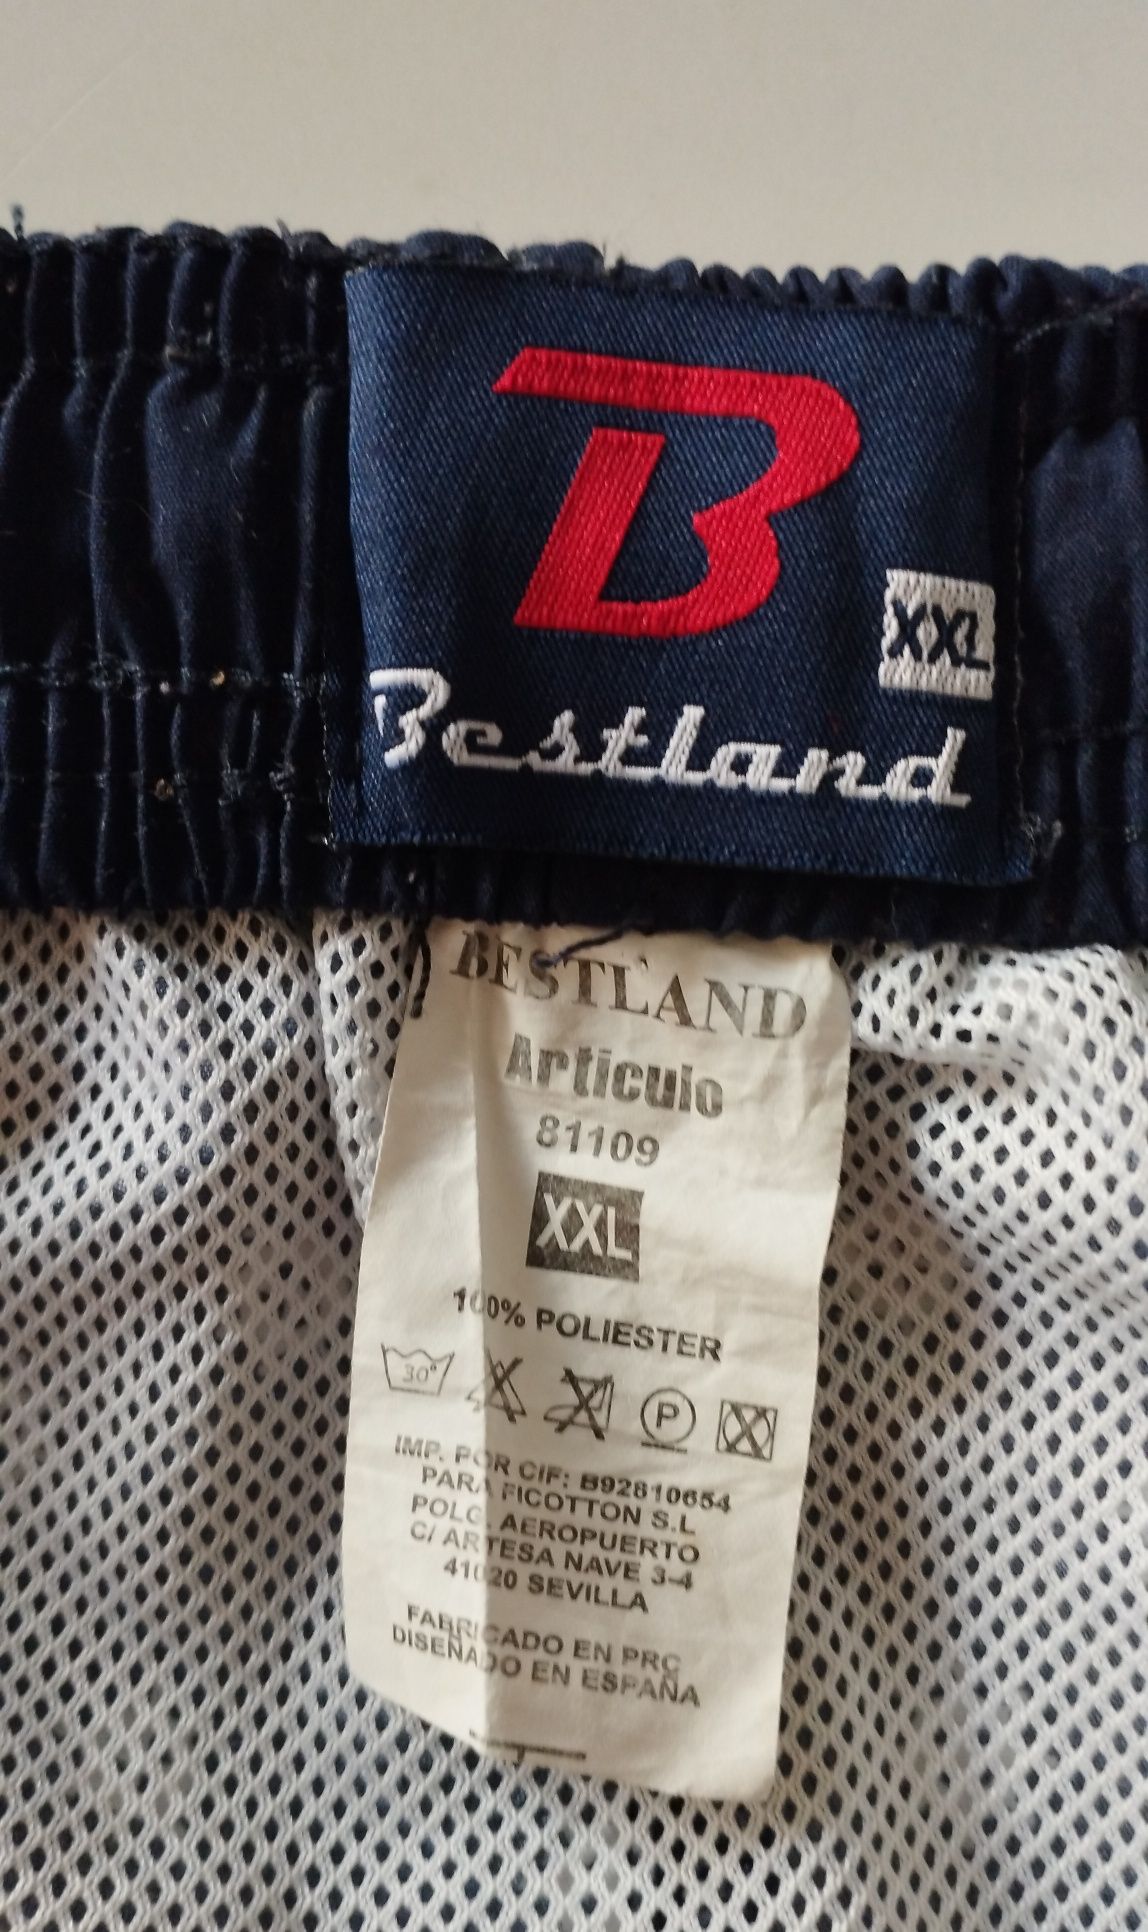 B
XXL
Bestland
BESTLAND
Articulo
81109
XXL
100% POLIESTER
30°
P
IMP. POR CIF: B92810654
PARA FICOTTON S.L
POLG. AEROPUERTO
C/ ARTESA NAVE 3-4
41020 SEVILLA
FABRICADO EN PRC
DISEÑADO EN ESPAÑA